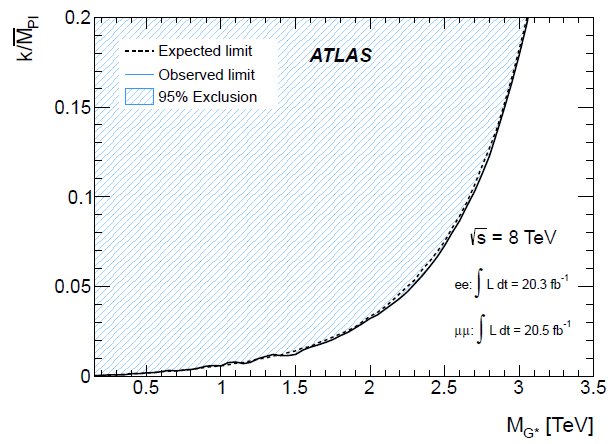 k/M̅_Pl
0.2
0.15
0.1
0.05
0
Expected limit
Observed limit
95% Exclusion
ATLAS
√s = 8 TeV
ee: ∫ L dt = 20.3 fb⁻¹
μμ: ∫ L dt = 20.5 fb⁻¹
0.5 1 1.5 2 2.5 3 3.5
M_G* [TeV]